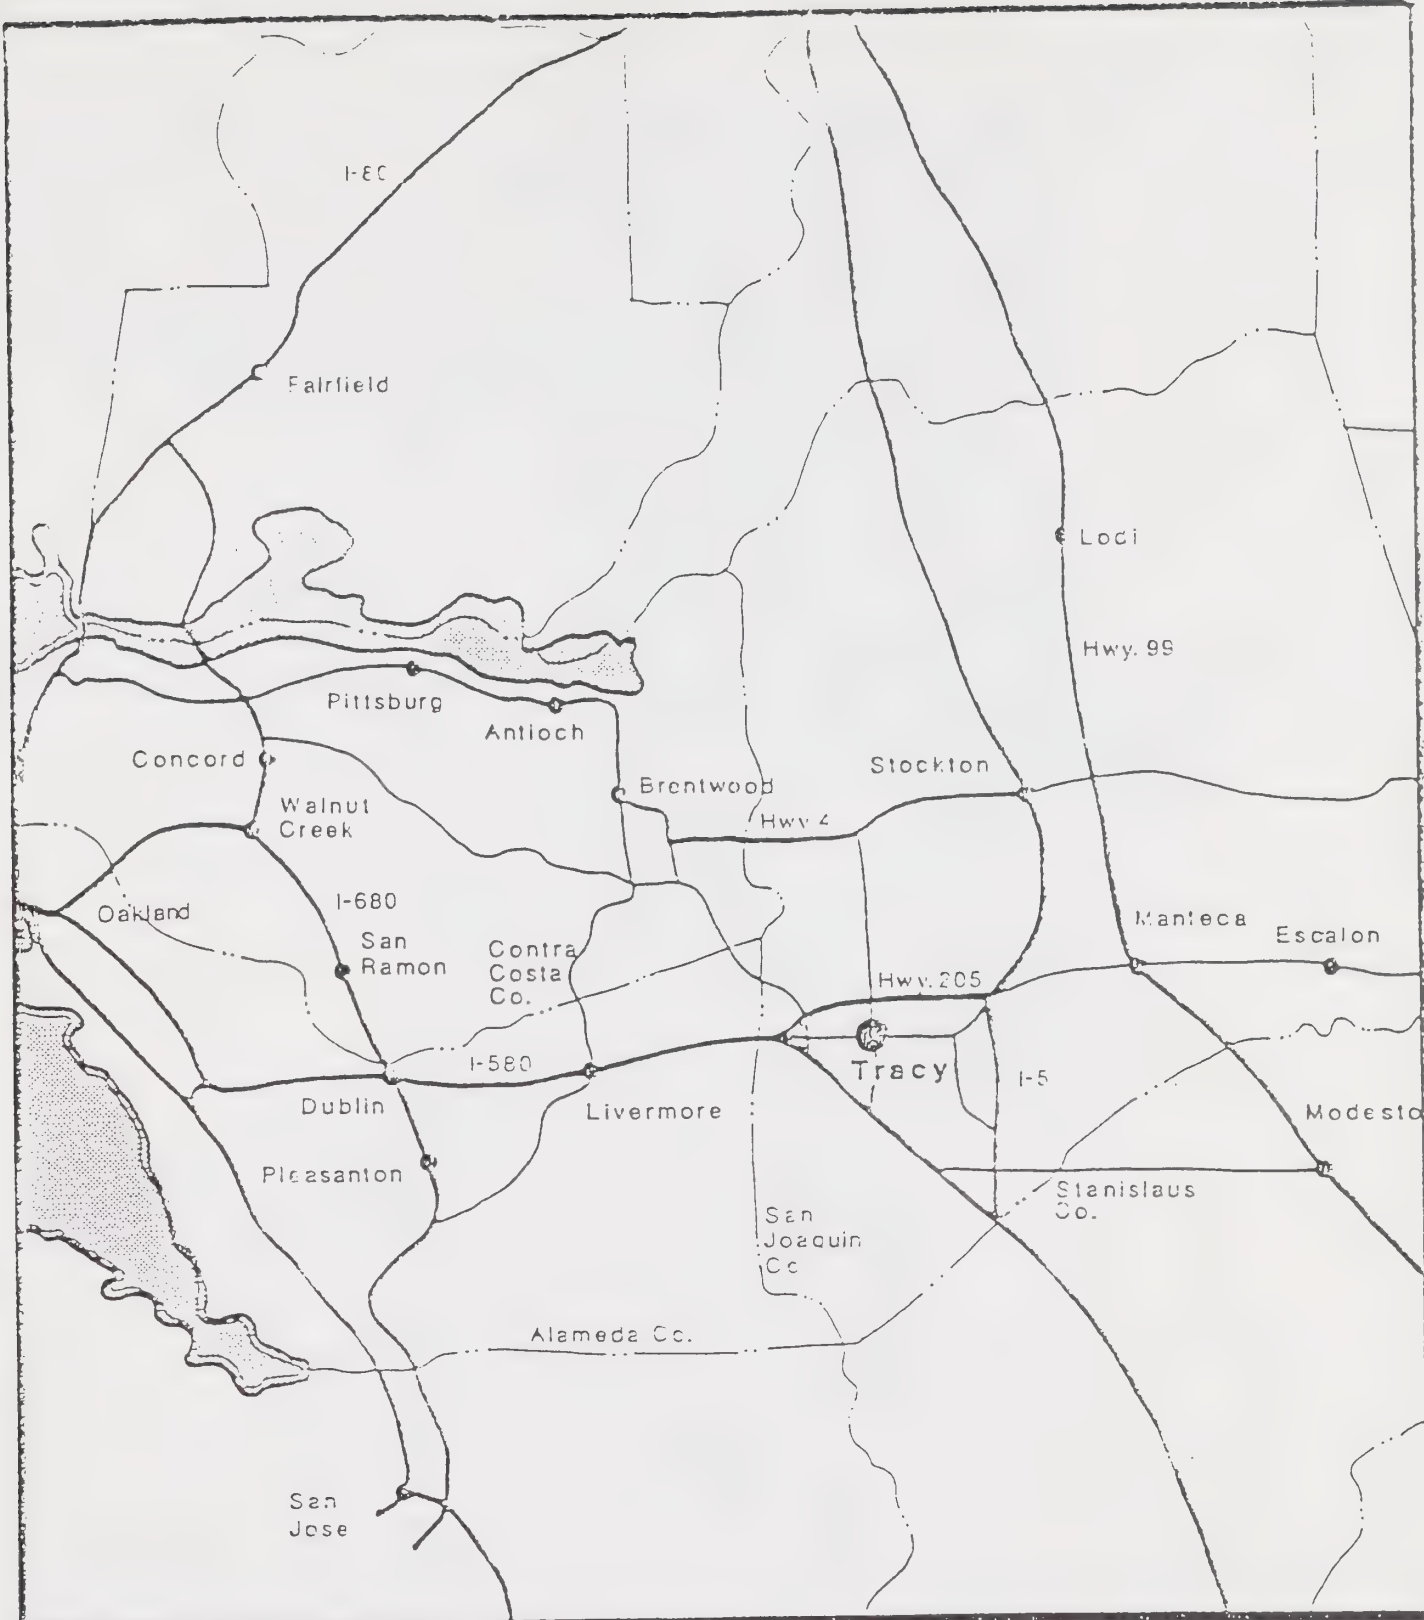 I-80
Fairfield
Lodi
Hwy. 99
Pittsburg
Antioch
Concord
Stockton
Brentwood
Walnut
Creek
Hwy 4
I-680
Oakland
Manteca
Escalon
San
Ramon
Contra
Costa
Co.
Hwy. 205
I-580
Tracy
I-5
Dublin
Livermore
Modesto
Pleasanton
Stanislaus
Co.
San
Joaquin
Co
Alameda Co.
San
Jose